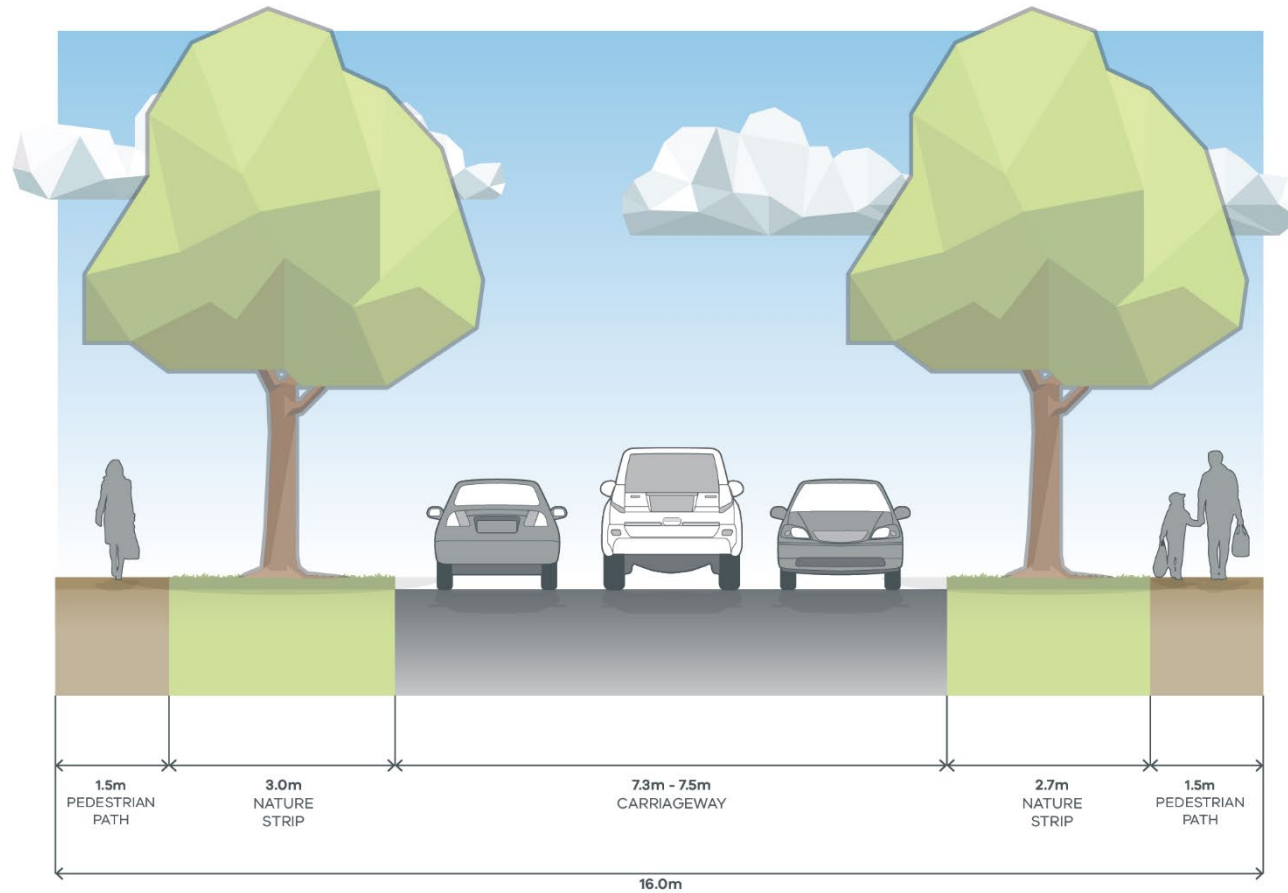 1.5m
PEDESTRIAN
PATH
3.0m
NATURE
STRIP
7.3m - 7.5m
CARRIAGEWAY
2.7m
NATURE
STRIP
1.5m
PEDESTRIAN
PATH
16.0m